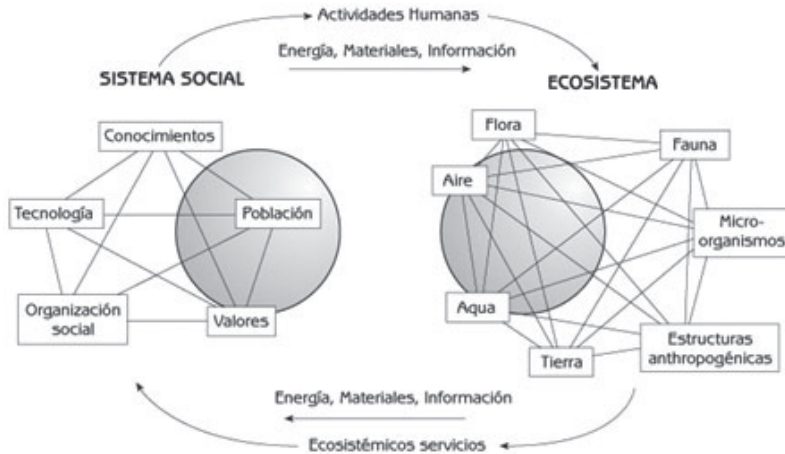 Actividades Humanas
Energía, Materiales, Información
SISTEMA SOCIAL
ECOSISTEMA
Conocimientos
Tecnología
Población
Organización
social
Valores
Flora
Fauna
Aire
Micro-
organismos
Aqua
Tierra
Estructuras
anthropogénicas
Energía, Materiales, Información
Ecosistémicos servicios